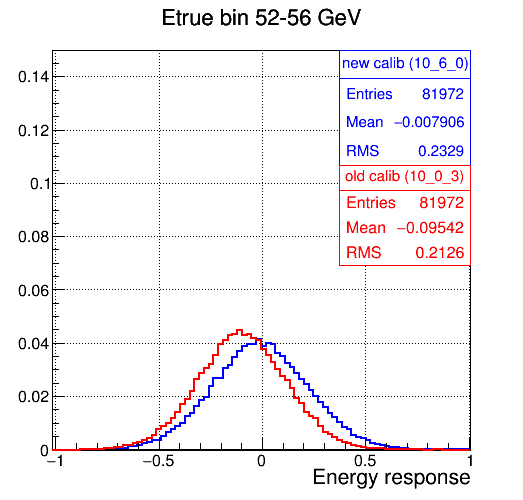 Etrue bin 52-56 GeV
new calib (10_6_0)
Entries 81972
Mean −0.007906
RMS 0.2329
old calib (10_0_3)
Entries 81972
Mean −0.09542
RMS 0.2126
0.14
0.12
0.1
0.08
0.06
0.04
0.02
0
−1 −0.5 0 0.5 1
Energy response